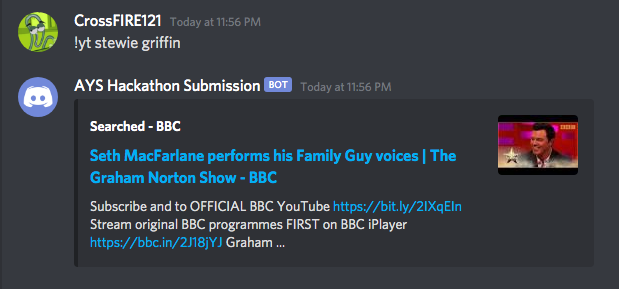 CrossFIRE121 Today at 11:56 PM
!yt stewie griffin
AYS Hackathon Submission BOT Today at 11:56 PM
Searched - BBC
Seth MacFarlane performs his Family Guy voices | The
Graham Norton Show - BBC
Subscribe and to OFFICIAL BBC YouTube https://bit.ly/2IXqEIn
Stream original BBC programmes FIRST on BBC iPlayer
https://bbc.in/2J18jYJ Graham ...
BBC